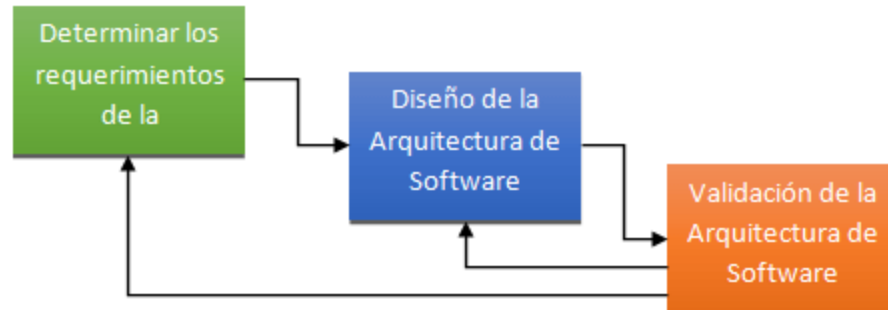 Determinar los
requerimientos
de la
Diseño de la
Arquitectura de
Software
Validación de la
Arquitectura de
Software